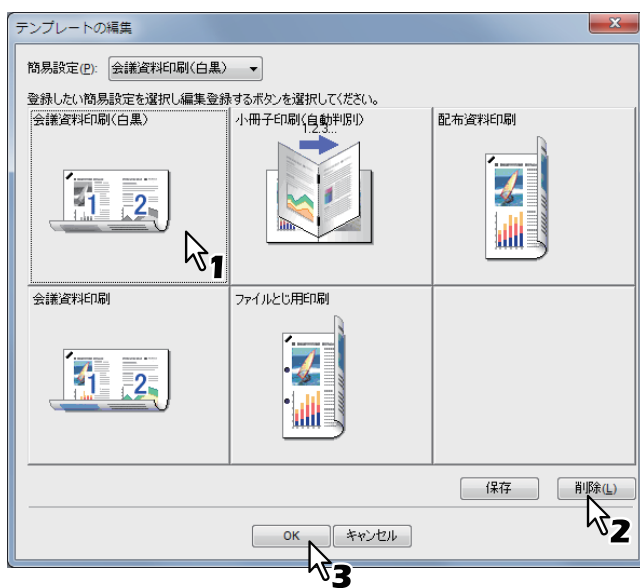 テンプレートの編集
簡易設定(P): 会議資料印刷(白黒)
登録したい簡易設定を選択し編集登録するボタンを選択してください。
会議資料印刷(白黒)
小冊子印刷(自動判別)
配布資料印刷
1.2.3...
1 2
1
会議資料印刷
ファイルとじ用印刷
1 2
保存 削除(L)
2
OK キャンセル
3